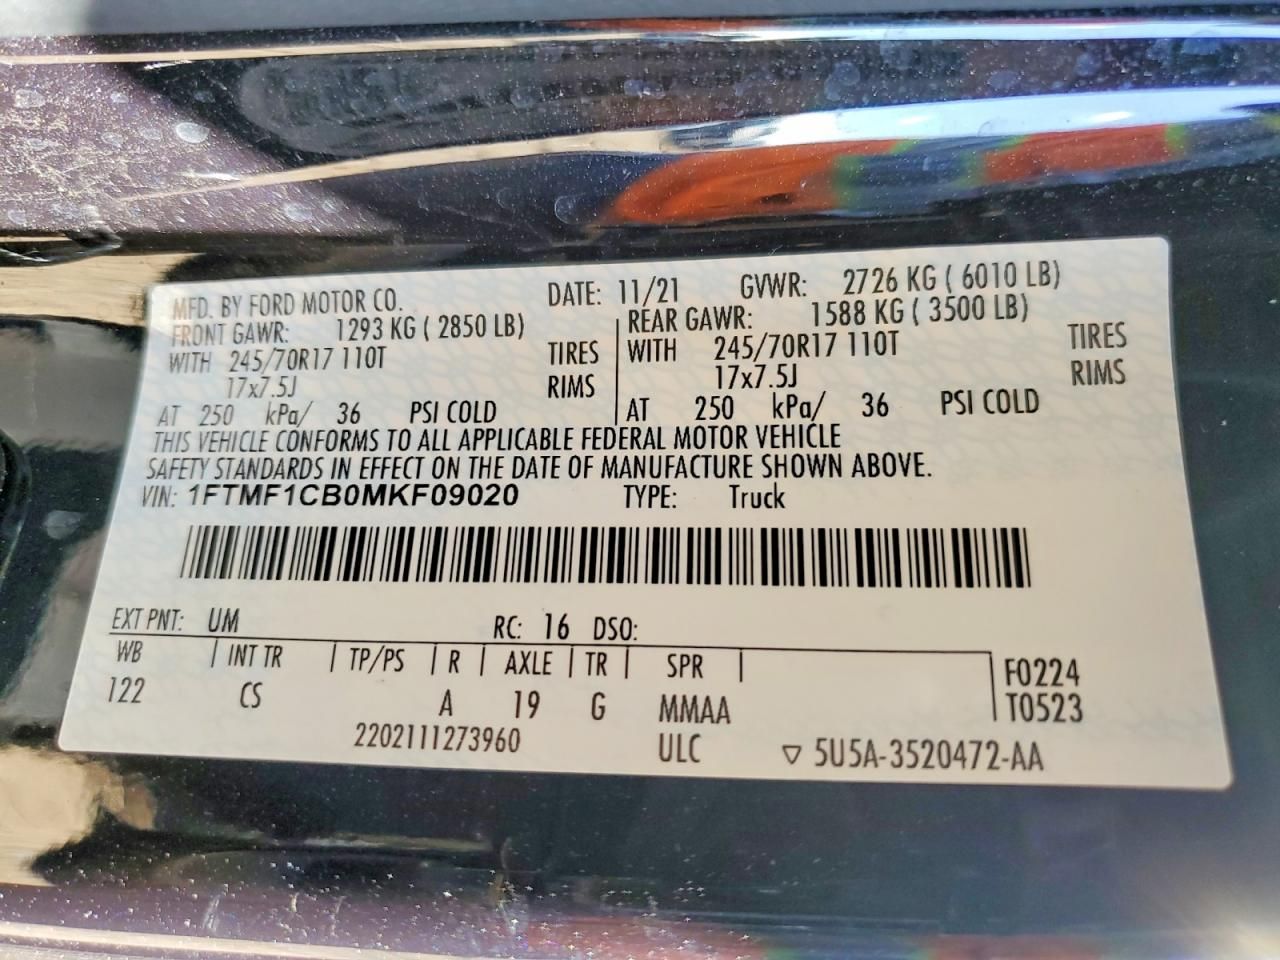 MFD. BY FORD MOTOR CO. DATE: 11/21 GVWR: 2726 KG ( 6010 LB)
FRONT GAWR: 1293 KG ( 2850 LB) REAR GAWR: 1588 KG ( 3500 LB)
WITH 245/70R17 110T TIRES WITH 245/70R17 110T TIRES
17x7.5J RIMS 17x7.5J RIMS
AT 250 kPa/ 36 PSI COLD AT 250 kPa/ 36 PSI COLD
THIS VEHICLE CONFORMS TO ALL APPLICABLE FEDERAL MOTOR VEHICLE
SAFETY STANDARDS IN EFFECT ON THE DATE OF MANUFACTURE SHOWN ABOVE.
VIN: 1FTMF1CB0MKF09020 TYPE: Truck
EXT PNT: UM RC: 16 DSO:
WB INT TR TP/PS R AXLE TR SPR F0224
122 CS A 19 G MMAA T0523
2202111273960 ULC ▽ 5U5A-3520472-AA